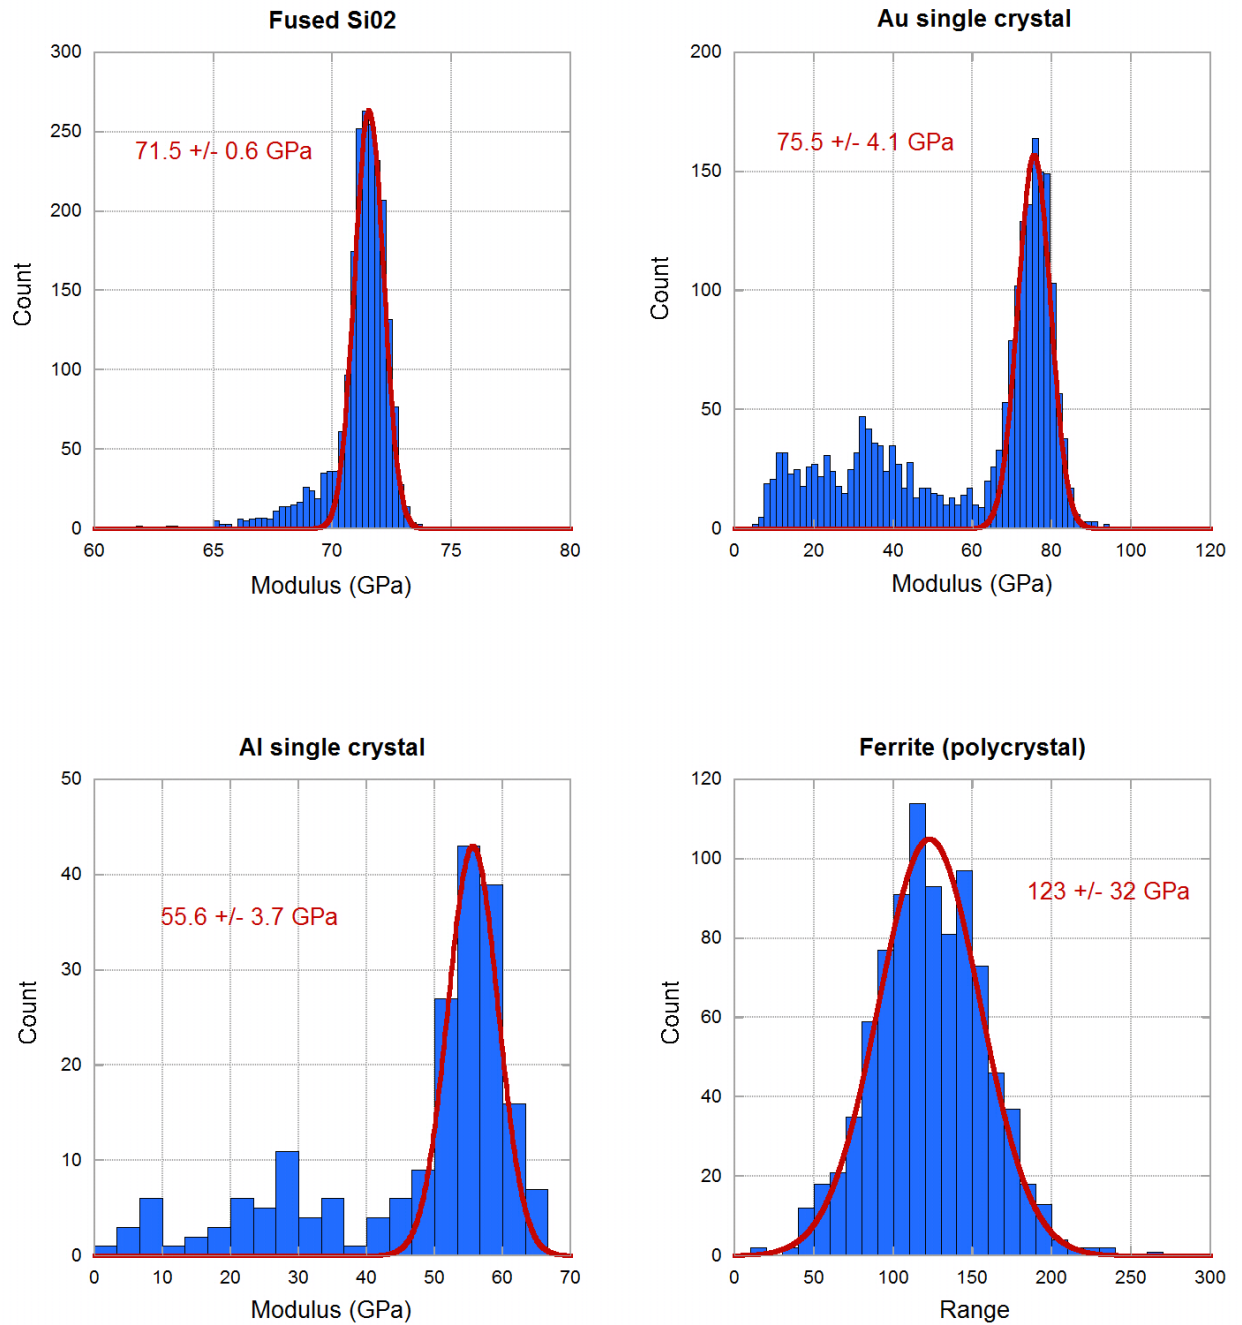 Fused Si02
300
250
200
150
100
50
0
60 65 70 75 80
Count
Modulus (GPa)
71.5 +/- 0.6 GPa
Au single crystal
200
150
100
50
0
0 20 40 60 80 100 120
Count
Modulus (GPa)
75.5 +/- 4.1 GPa
Al single crystal
50
40
30
20
10
0
0 10 20 30 40 50 60 70
Count
Modulus (GPa)
55.6 +/- 3.7 GPa
Ferrite (polycrystal)
120
100
80
60
40
20
0
0 50 100 150 200 250 300
Count
Range
123 +/- 32 GPa